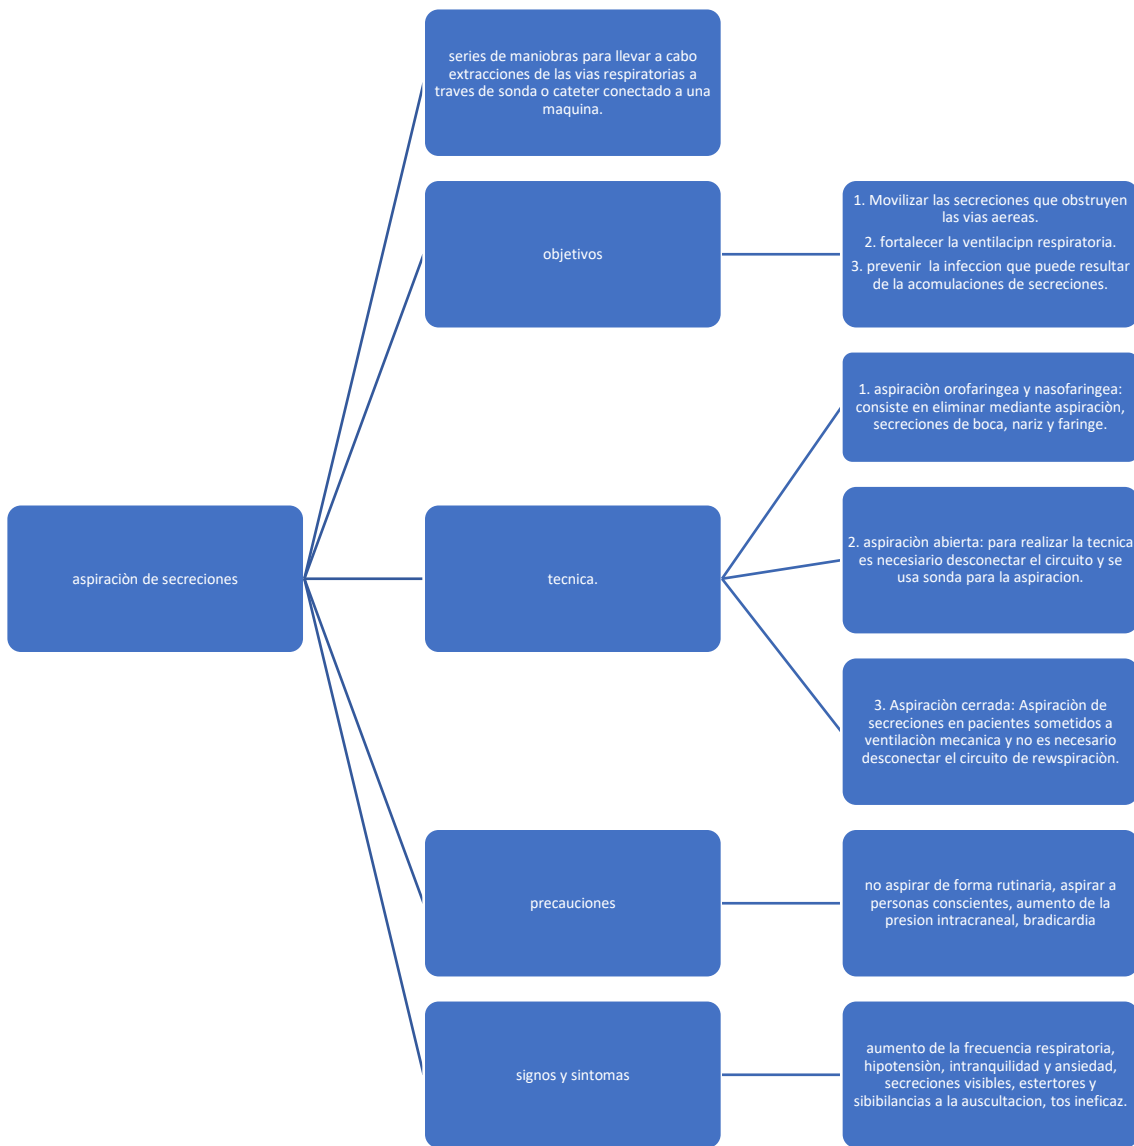 series de maniobras para llevar a cabo
extracciones de las vias respiratorias a
traves de sonda o cateter conectado a una
maquina.
objetivos
1. Movilizar las secreciones que obstruyen
las vias aereas.
2. fortalecer la ventilacipn respiratoria.
3. prevenir  la infeccion que puede resultar
de la acomulaciones de secreciones.
aspiraciòn de secreciones
tecnica.
1. aspiraciòn orofaringea y nasofaringea:
consiste en eliminar mediante aspiraciòn,
secreciones de boca, nariz y faringe.
2. aspiraciòn abierta: para realizar la tecnica
es necesiario desconectar el circuito y se
usa sonda para la aspiracion.
3. Aspiraciòn cerrada: Aspiraciòn de
secreciones en pacientes sometidos a
ventilaciòn mecanica y no es necesario
desconectar el circuito de rewspiraciòn.
precauciones
no aspirar de forma rutinaria, aspirar a
personas conscientes, aumento de la
presion intracraneal, bradicardia
signos y sintomas
aumento de la frecuencia respiratoria,
hipotensiòn, intranquilidad y ansiedad,
secreciones visibles, estertores y
sibibilancias a la auscultacion, tos ineficaz.